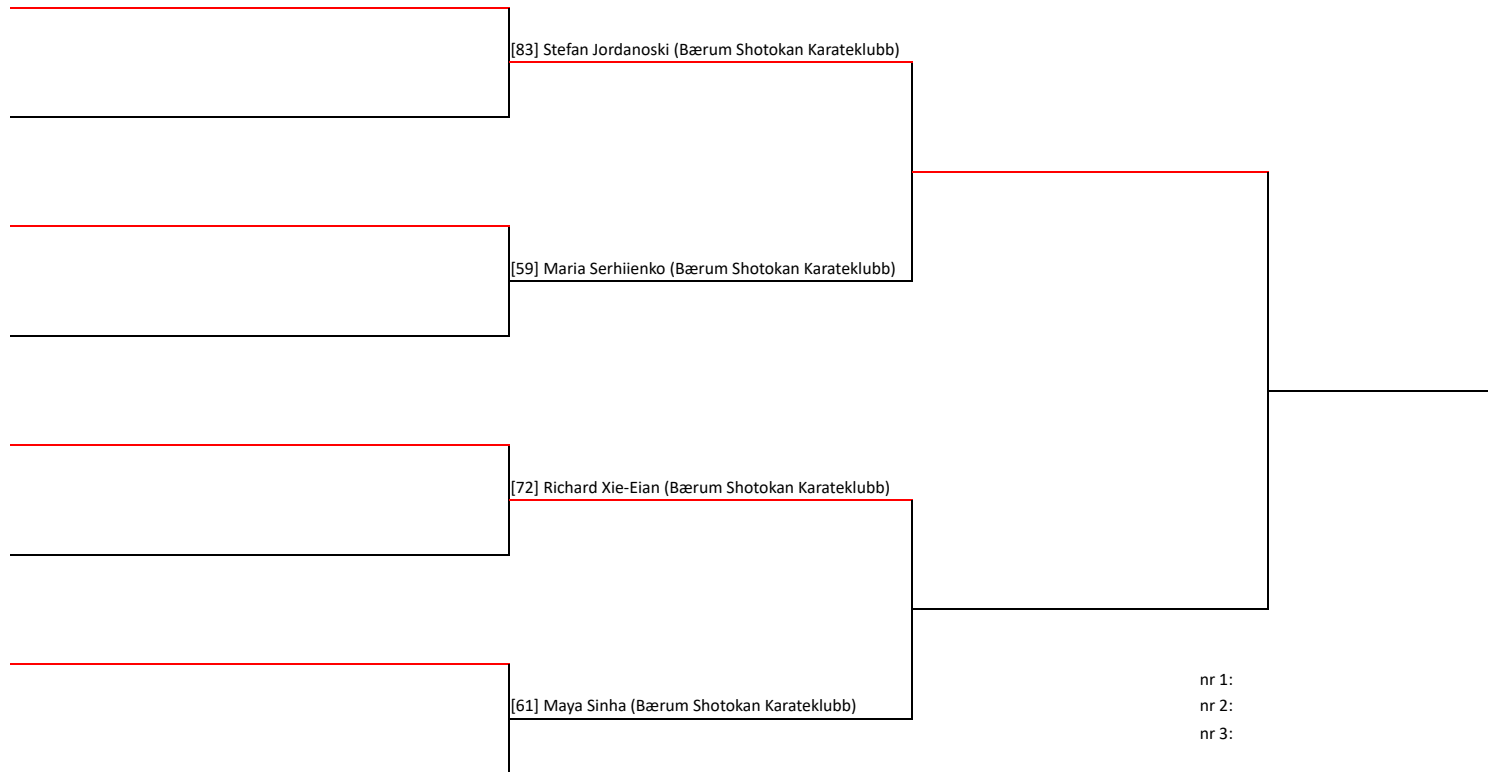 [83] Stefan Jordanoski (Bærum Shotokan Karateklubb)
[59] Maria Serhiienko (Bærum Shotokan Karateklubb)
[72] Richard Xie-Eian (Bærum Shotokan Karateklubb)
[61] Maya Sinha (Bærum Shotokan Karateklubb)
nr 1:
nr 2:
nr 3: